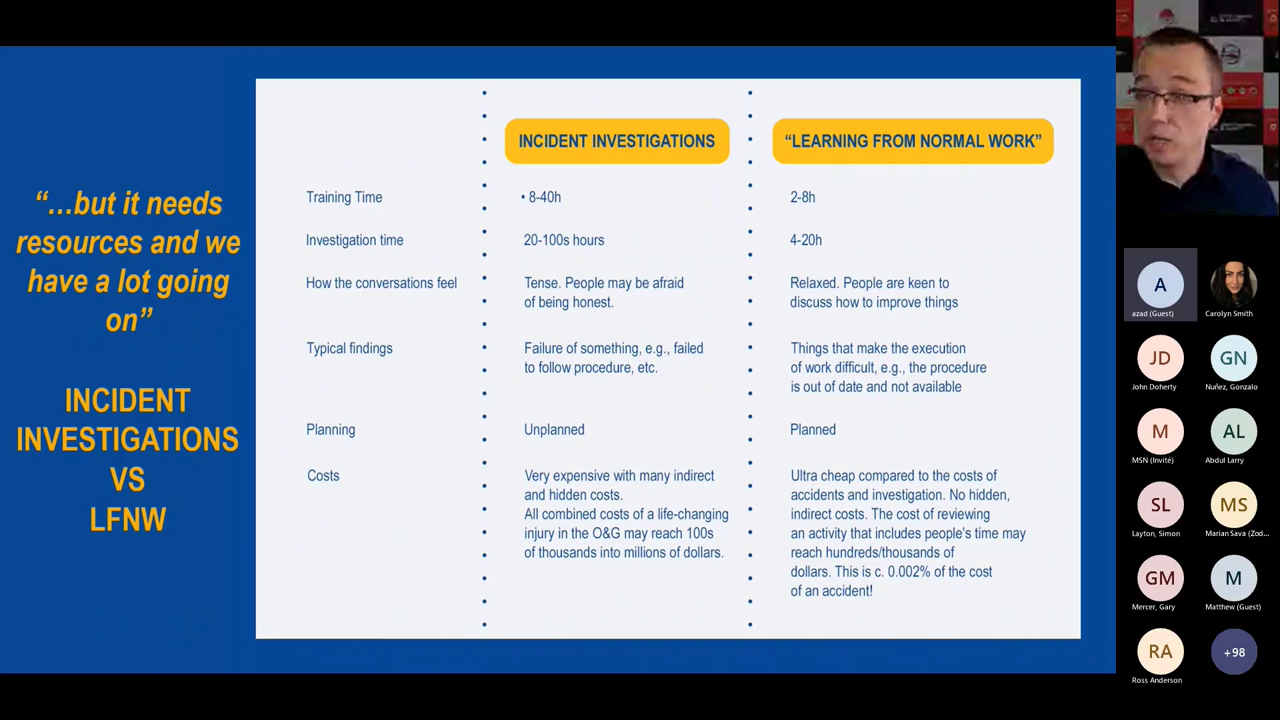 “…but it needs
resources and we
have a lot going
on”
INCIDENT
INVESTIGATIONS
VS
LFNW
INCIDENT INVESTIGATIONS
“LEARNING FROM NORMAL WORK”
Training Time
• 8-40h
2-8h
Investigation time
20-100s hours
4-20h
How the conversations feel
Tense. People may be afraid
of being honest.
Relaxed. People are keen to
discuss how to improve things
Typical findings
Failure of something, e.g., failed
to follow procedure, etc.
Things that make the execution
of work difficult, e.g., the procedure
is out of date and not available
Planning
Unplanned
Planned
Costs
Very expensive with many indirect
and hidden costs.
All combined costs of a life-changing
injury in the O&G may reach 100s
of thousands into millions of dollars.
Ultra cheap compared to the costs of
accidents and investigation. No hidden,
indirect costs. The cost of reviewing
an activity that includes people's time may
reach hundreds/thousands of
dollars. This is c. 0.002% of the cost
of an accident!
A
azad (Guest)
Carolyn Smith
JD
John Doherty
GN
Nuñez, Gonzalo
M
MSN (Invité)
AL
Abdul Larry
SL
Layton, Simon
MS
Marian Sava (Zod...
GM
Mercer, Gary
M
Matthew (Guest)
RA
Ross Anderson
+98